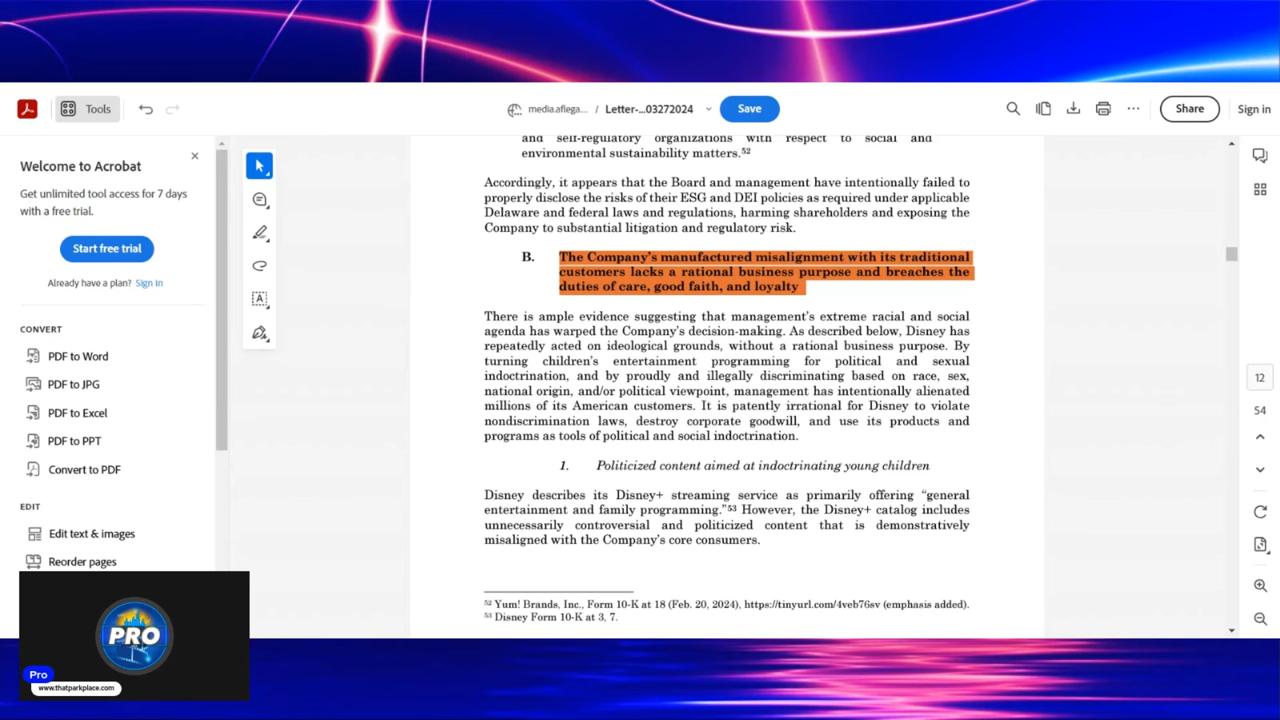 Tools
media.aflega... / Letter-...03272024
Save
Share
Sign in
Welcome to Acrobat
Get unlimited tool access for 7 days
with a free trial.
Start free trial
Already have a plan? Sign In
CONVERT
PDF to Word
PDF to JPG
PDF to Excel
PDF to PPT
Convert to PDF
EDIT
Edit text & images
Reorder pages
and self-regulatory organizations with respect to social and
environmental sustainability matters.52
Accordingly, it appears that the Board and management have intentionally failed to
properly disclose the risks of their ESG and DEI policies as required under applicable
Delaware and federal laws and regulations, harming shareholders and exposing the
Company to substantial litigation and regulatory risk.
B. The Company's manufactured misalignment with its traditional
customers lacks a rational business purpose and breaches the
duties of care, good faith, and loyalty
There is ample evidence suggesting that management's extreme racial and social
agenda has warped the Company's decision-making. As described below, Disney has
repeatedly acted on ideological grounds, without a rational business purpose. By
turning children's entertainment programming for political and sexual
indoctrination, and by proudly and illegally discriminating based on race, sex,
national origin, and/or political viewpoint, management has intentionally alienated
millions of its American customers. It is patently irrational for Disney to violate
nondiscrimination laws, destroy corporate goodwill, and use its products and
programs as tools of political and social indoctrination.
1. Politicized content aimed at indoctrinating young children
Disney describes its Disney+ streaming service as primarily offering “general
entertainment and family programming.”53 However, the Disney+ catalog includes
unnecessarily controversial and politicized content that is demonstratively
misaligned with the Company's core consumers.
52 Yum! Brands, Inc., Form 10-K at 18 (Feb. 20, 2024), https://tinyurl.com/4veb76sv (emphasis added).
53 Disney Form 10-K at 3, 7.
12
54
PRO
Pro
www.thatparkplace.com